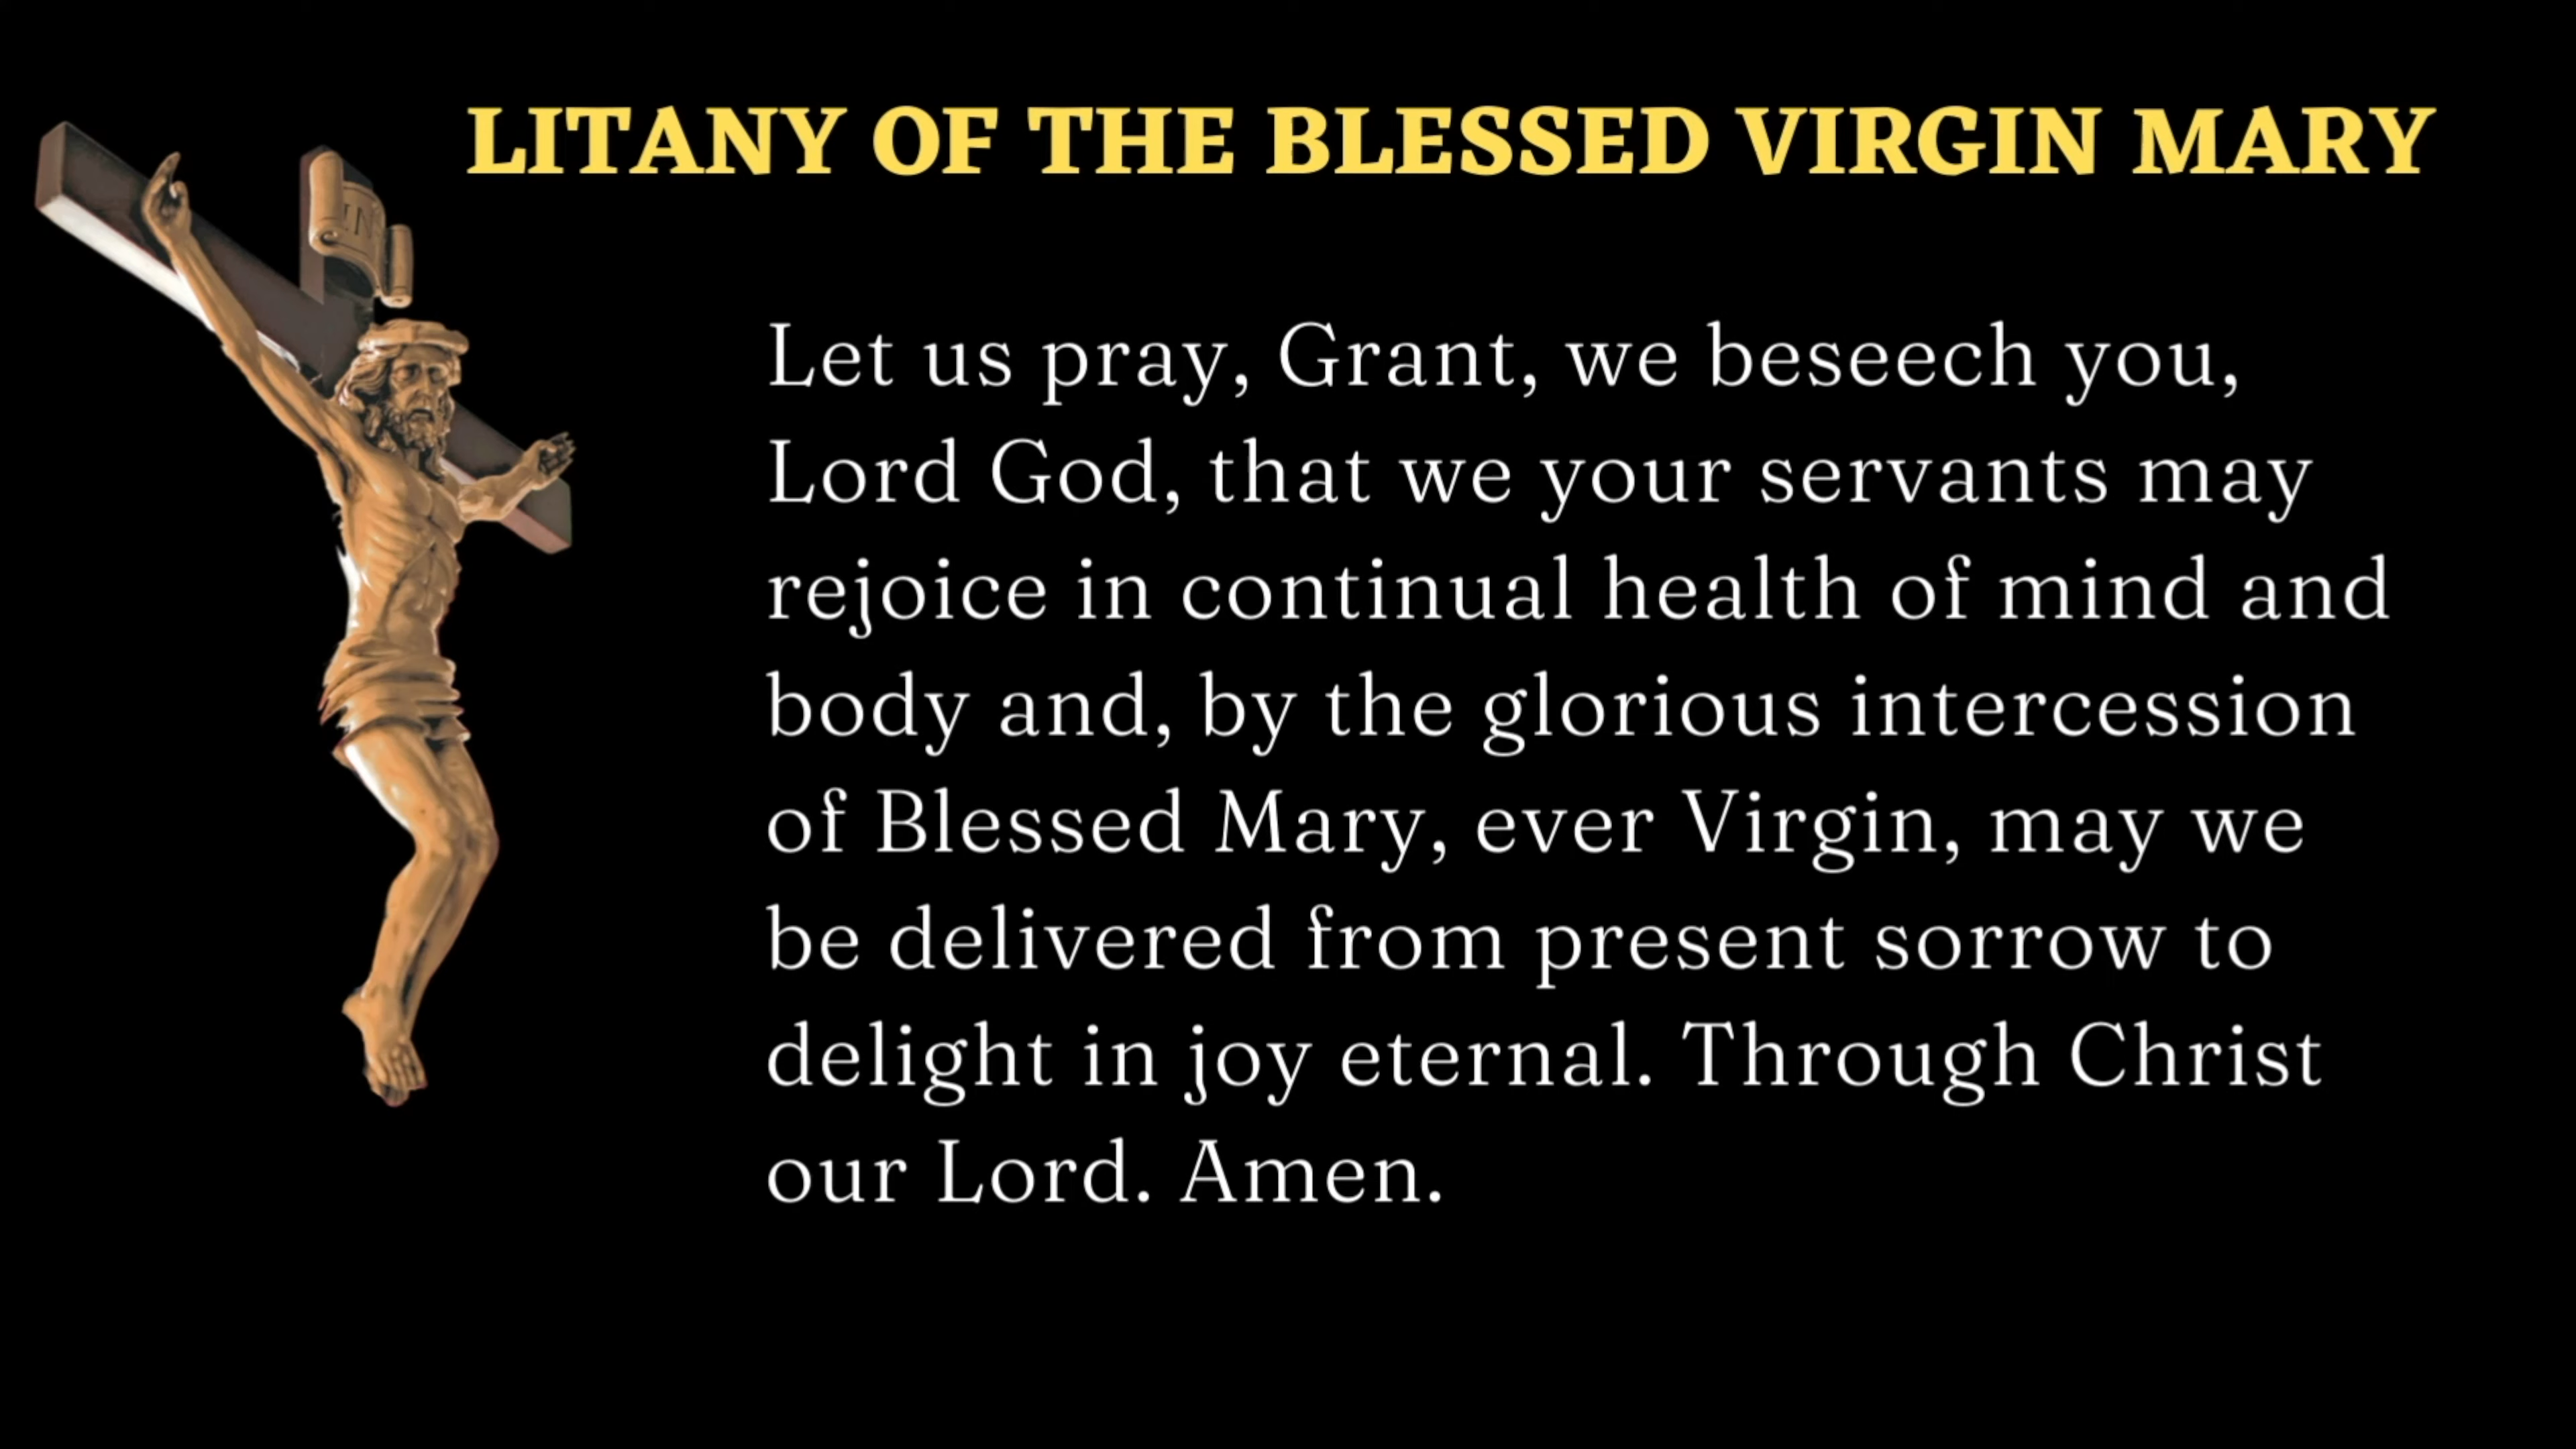 LITANY OF THE BLESSED VIRGIN MARY
Let us pray, Grant, we beseech you,
Lord God, that we your servants may
rejoice in continual health of mind and
body and, by the glorious intercession
of Blessed Mary, ever Virgin, may we
be delivered from present sorrow to
delight in joy eternal. Through Christ
our Lord. Amen.